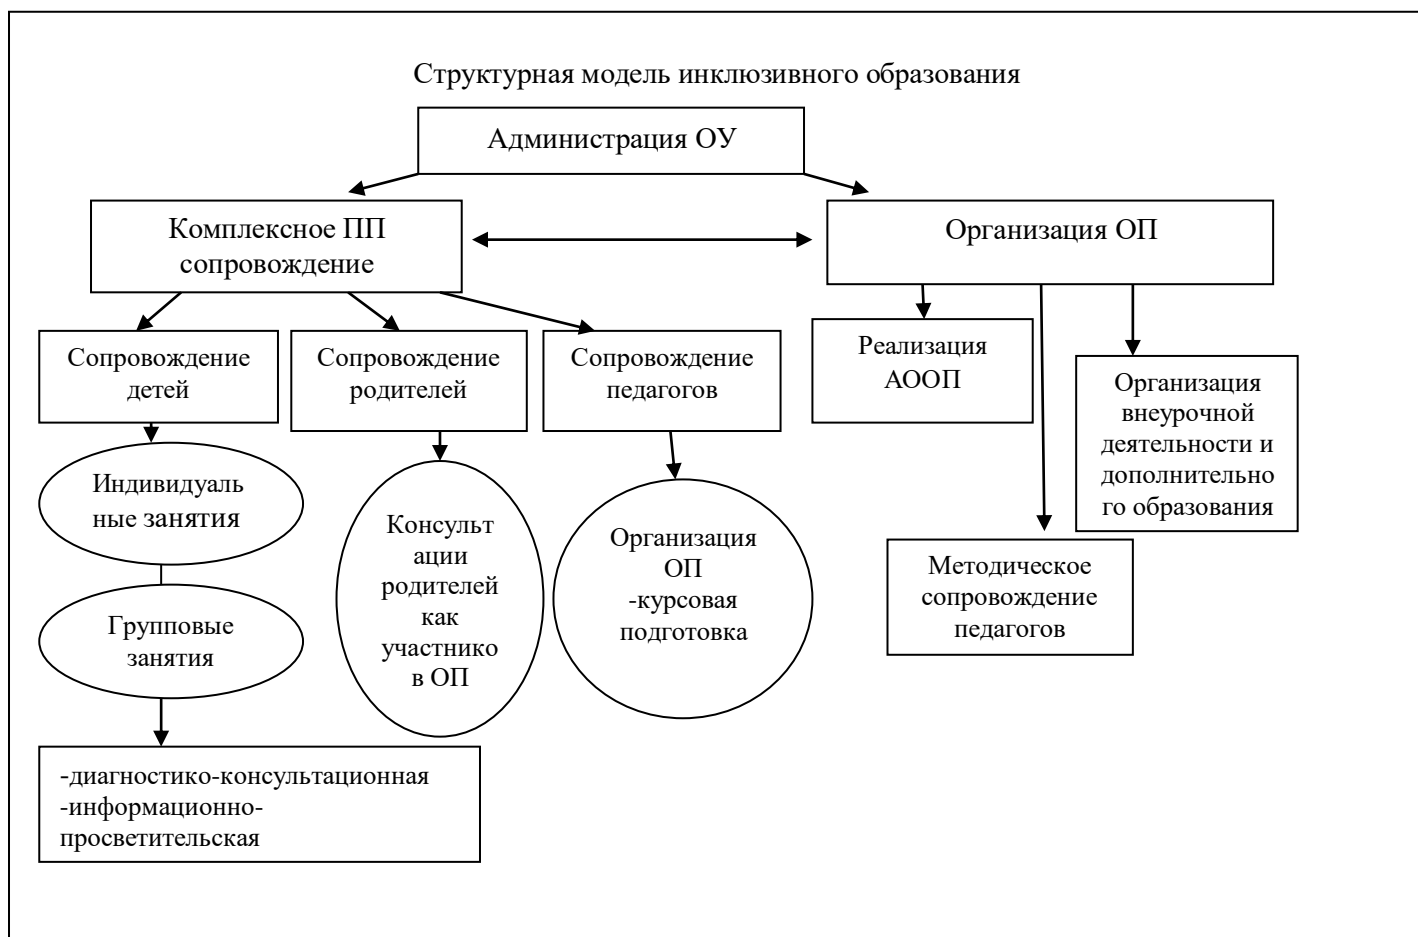 Структурная модель инклюзивного образования
Администрация ОУ
Комплексное ПП
сопровождение
Организация ОП
Сопровождение
детей
Сопровождение
родителей
Сопровождение
педагогов
Реализация
АООП
Организация
внеурочной
деятельности и
дополнительно
го образования
Индивидуаль
ные занятия
Консульт
ации
родителей
как
участнико
в ОП
Организация
ОП
-курсовая
подготовка
Методическое
сопровождение
педагогов
Групповые
занятия
-диагностико-консультационная
-информационно-
просветительская